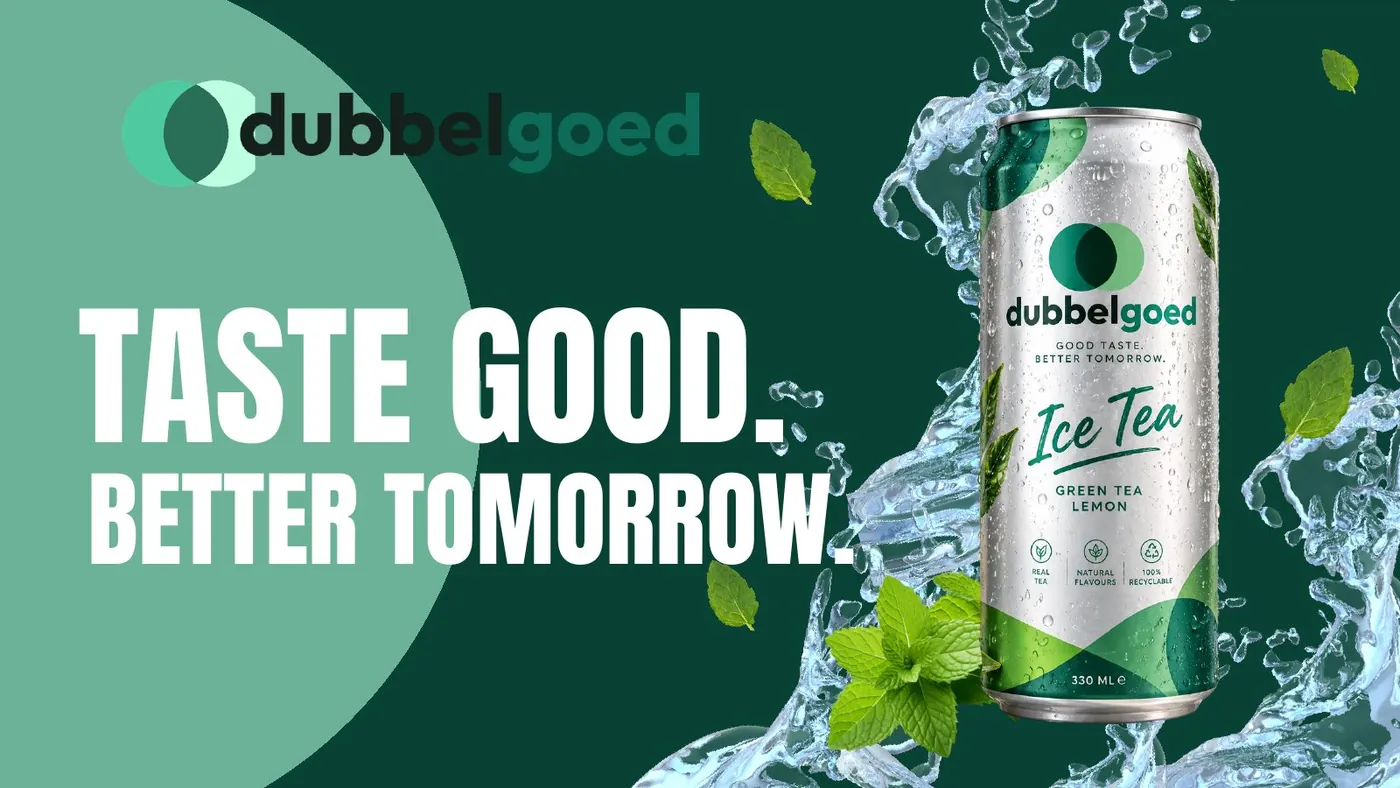 dubbelgoed
TASTE GOOD.
BETTER TOMORROW.
dubbelgoed
GOOD TASTE.
BETTER TOMORROW.
Ice Tea
GREEN TEA
LEMON
REAL
TEA
NATURAL
FLAVOURS
100%
RECYCLABLE
330 ML ℮